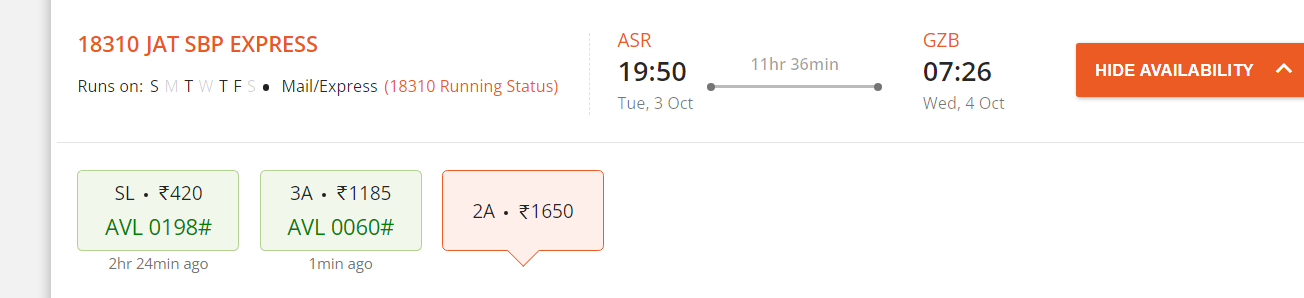 18310 JAT SBP EXPRESS
Runs on: S M T W T F S • Mail/Express (18310 Running Status)
ASR
19:50
Tue, 3 Oct
11hr 36min
GZB
07:26
Wed, 4 Oct
HIDE AVAILABILITY
SL • ₹420
AVL 0198#
2hr 24min ago
3A • ₹1185
AVL 0060#
1min ago
2A • ₹1650